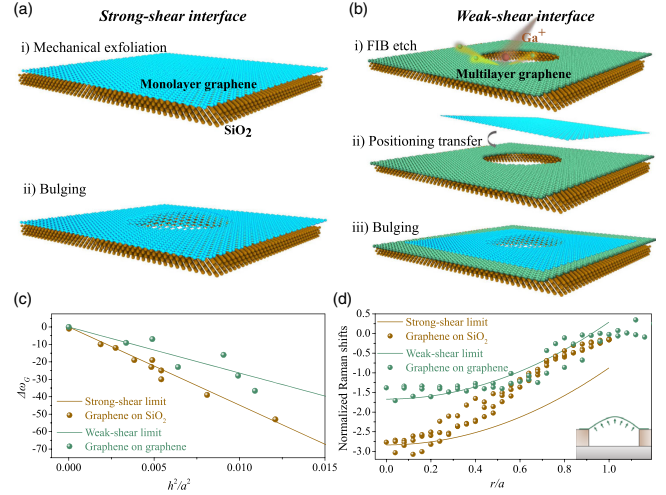 (a)
Strong-shear interface
i) Mechanical exfoliation
Monolayer graphene
SiO2
ii) Bulging
(b)
Weak-shear interface
i) FIB etch
Ga+
Multilayer graphene
ii) Positioning transfer
iii) Bulging
(c)
ΔωG
0
-10
-20
-30
-40
-50
-60
-70
Strong-shear limit
Graphene on SiO2
Weak-shear limit
Graphene on graphene
0.000 0.005 0.010 0.015
h²/a²
(d)
Normalized Raman shifts
0.5
0.0
-0.5
-1.0
-1.5
-2.0
-2.5
-3.0
-3.5
Strong-shear limit
Graphene on SiO2
Weak-shear limit
Graphene on graphene
0.0 0.2 0.4 0.6 0.8 1.0 1.2
r/a